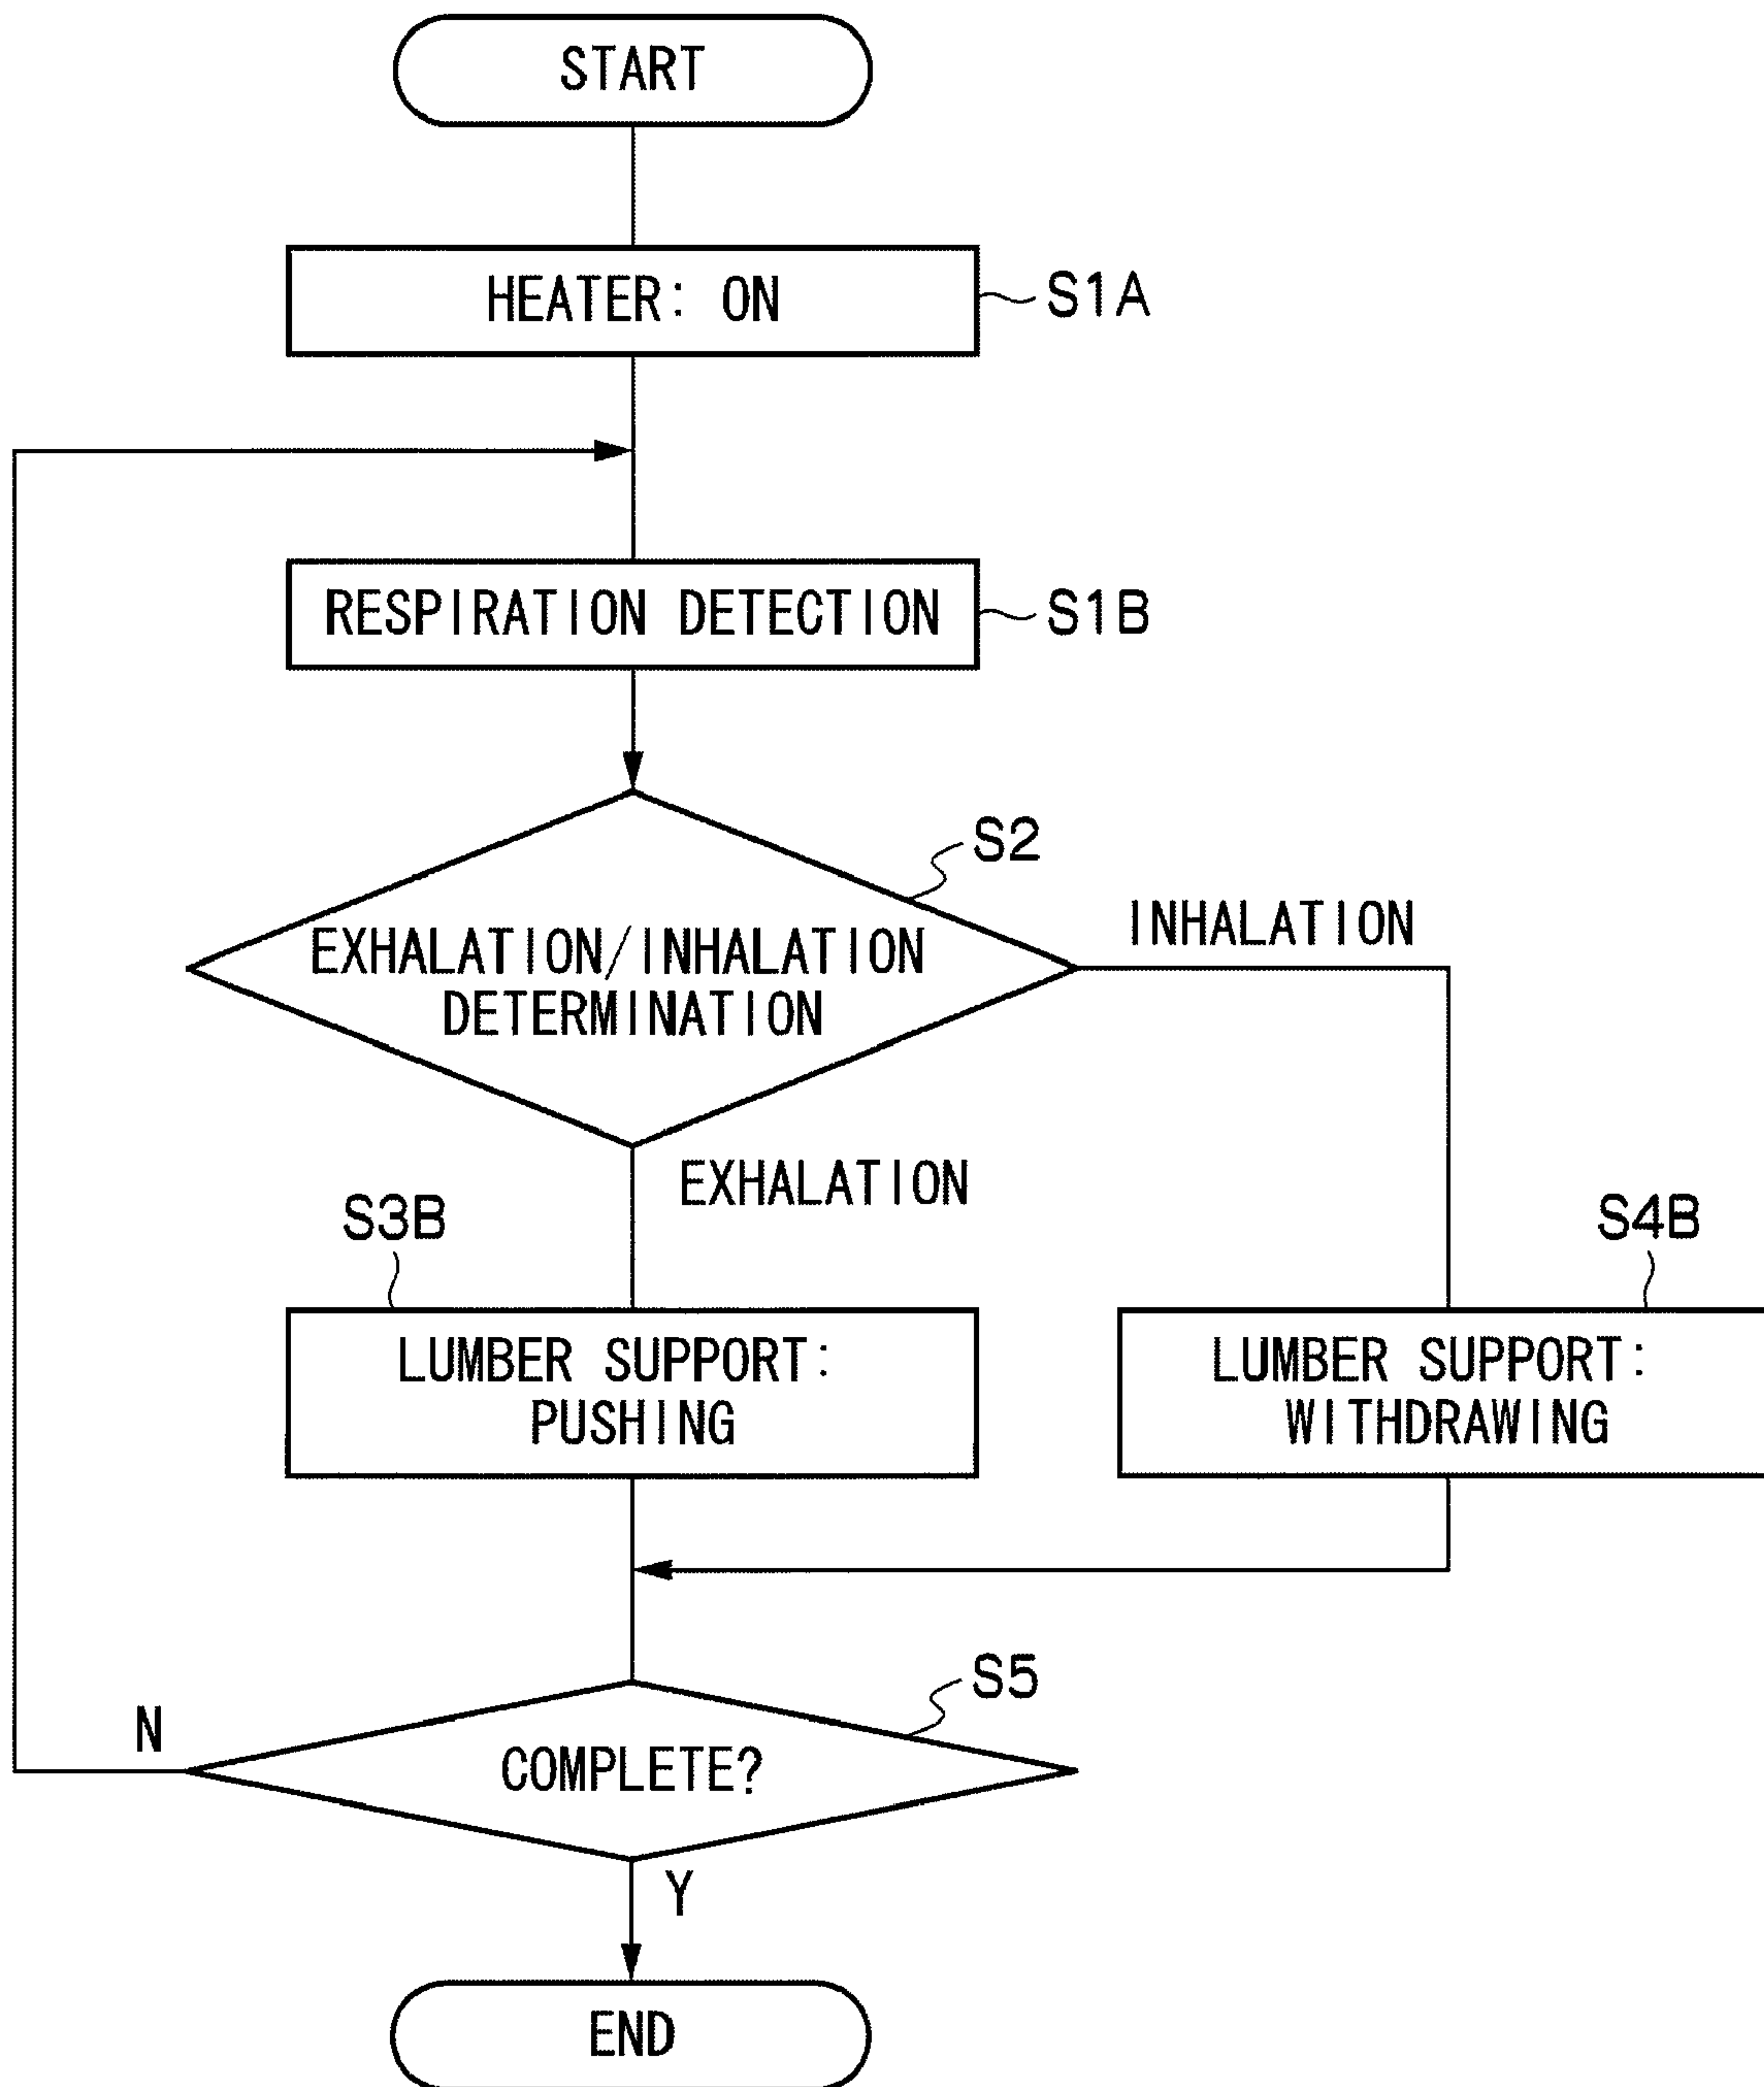 START
HEATER: ON
S1A
RESPIRATION DETECTION
S1B
S2
EXHALATION/INHALATION
DETERMINATION
INHALATION
EXHALATION
S3B
S4B
LUMBER SUPPORT:
PUSHING
LUMBER SUPPORT:
WITHDRAWING
S5
N
COMPLETE?
Y
END